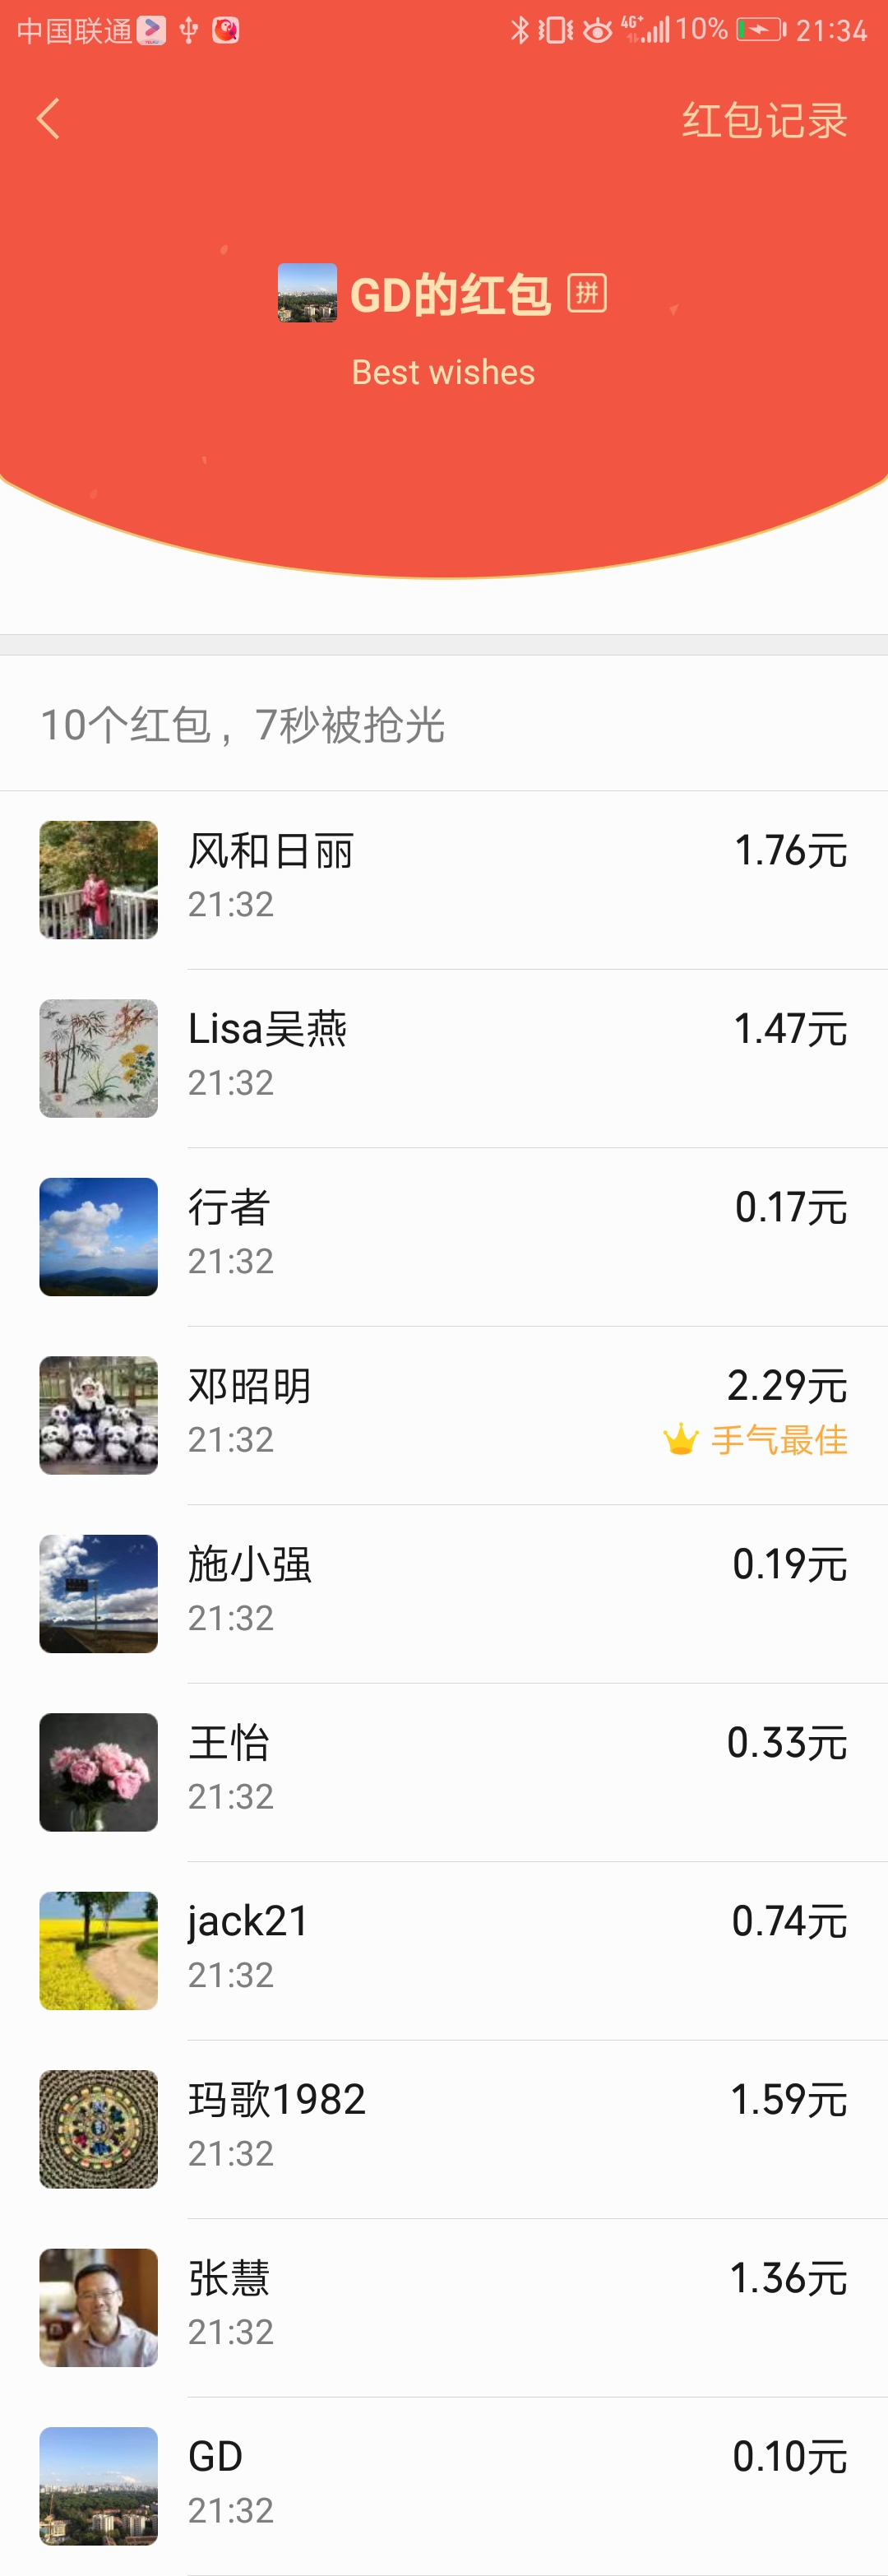 中国联通 4G+ 10% 21:34
红包记录
GD的红包 拼
Best wishes
10个红包，7秒被抢光
风和日丽 1.76元
21:32
Lisa吴燕 1.47元
21:32
行者 0.17元
21:32
邓昭明 2.29元
21:32 手气最佳
施小强 0.19元
21:32
王怡 0.33元
21:32
jack21 0.74元
21:32
玛歌1982 1.59元
21:32
张慧 1.36元
21:32
GD 0.10元
21:32